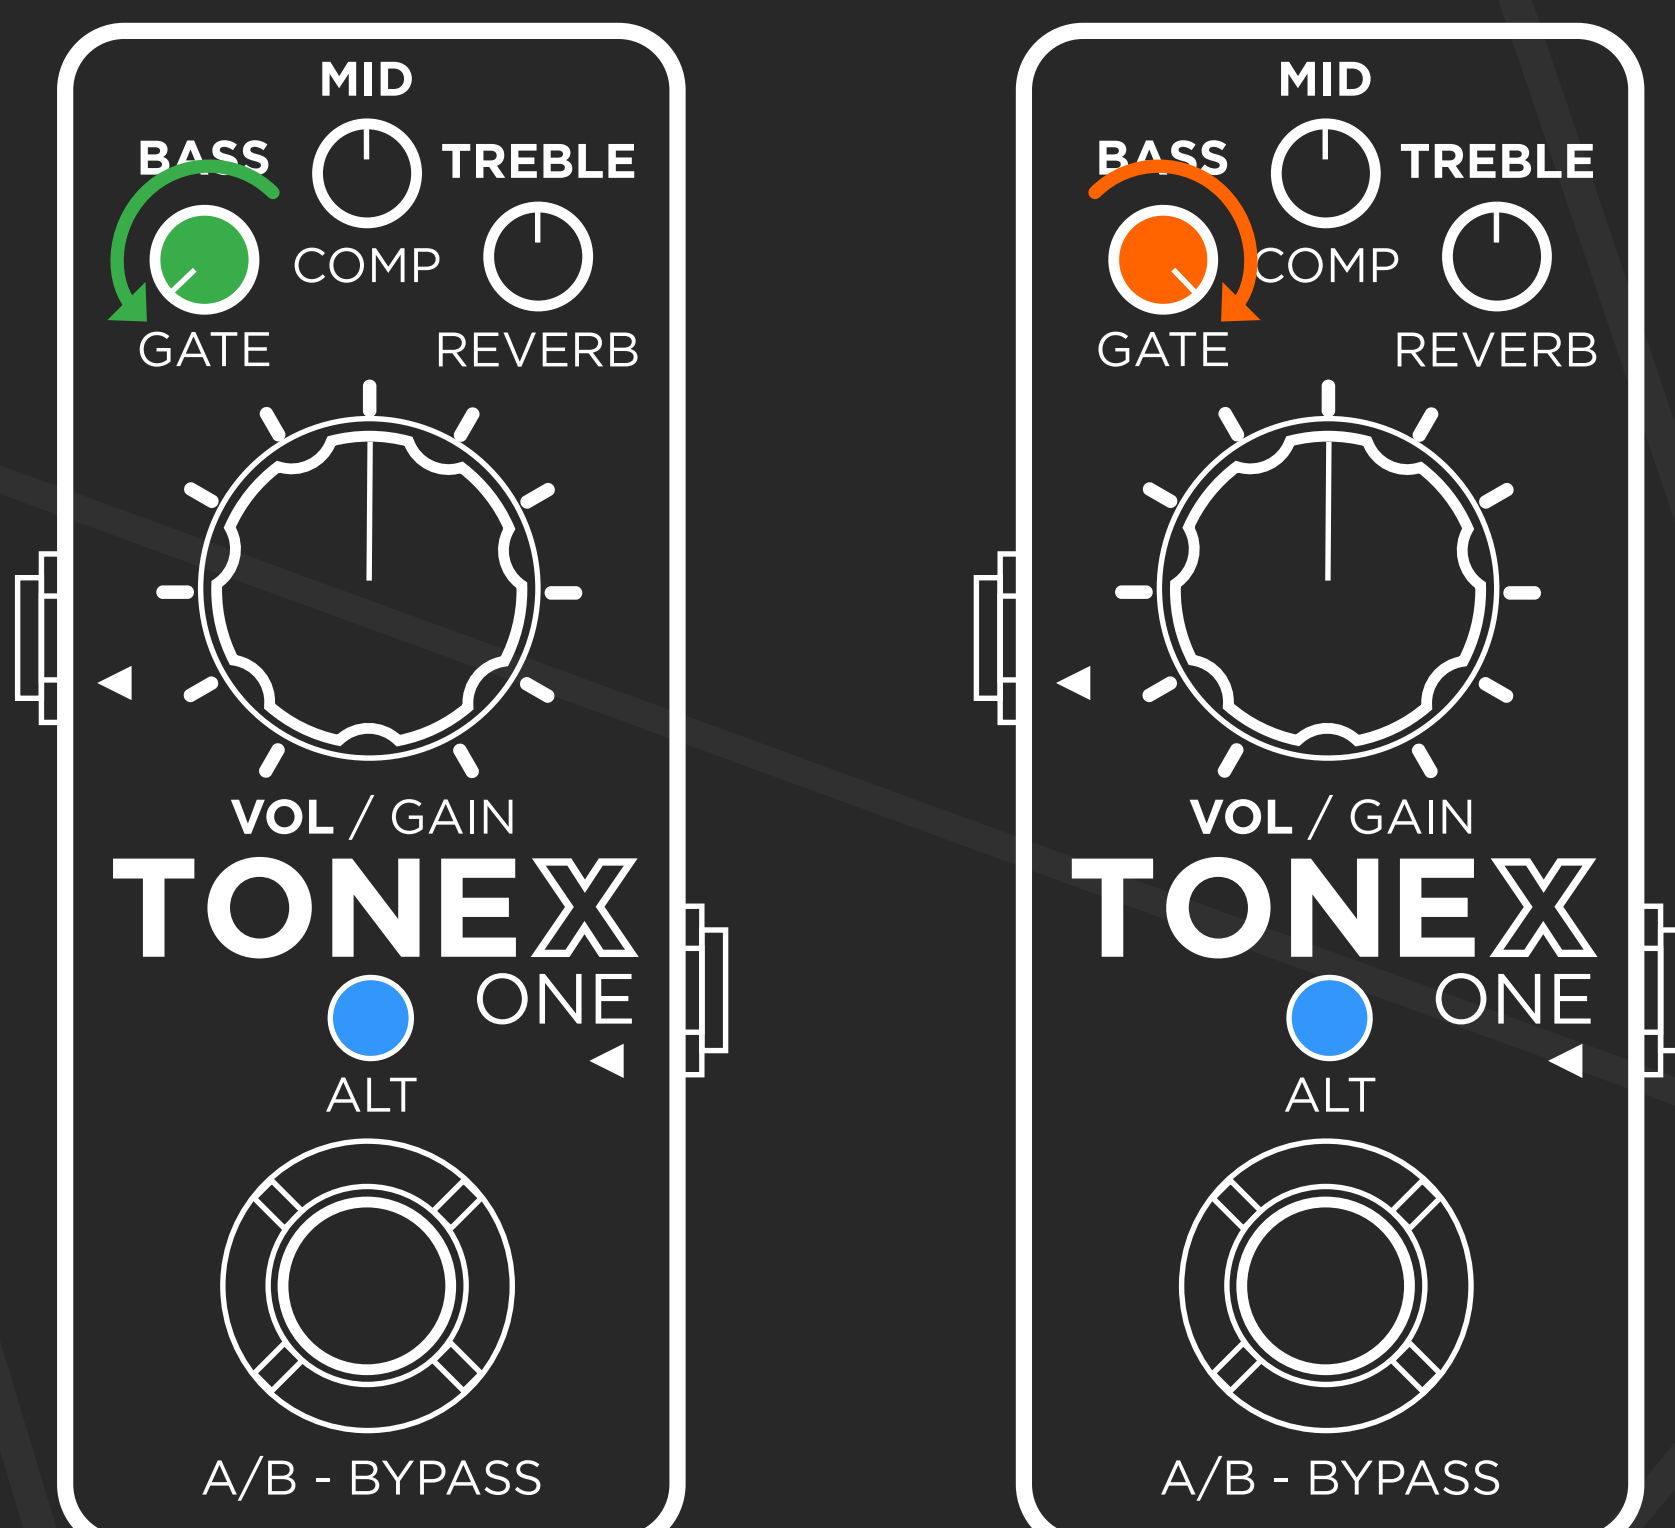 MID
BASS
TREBLE
COMP
GATE
REVERB
VOL / GAIN
TONEX
ONE
ALT
A/B - BYPASS
MID
BASS
TREBLE
COMP
GATE
REVERB
VOL / GAIN
TONEX
ONE
ALT
A/B - BYPASS